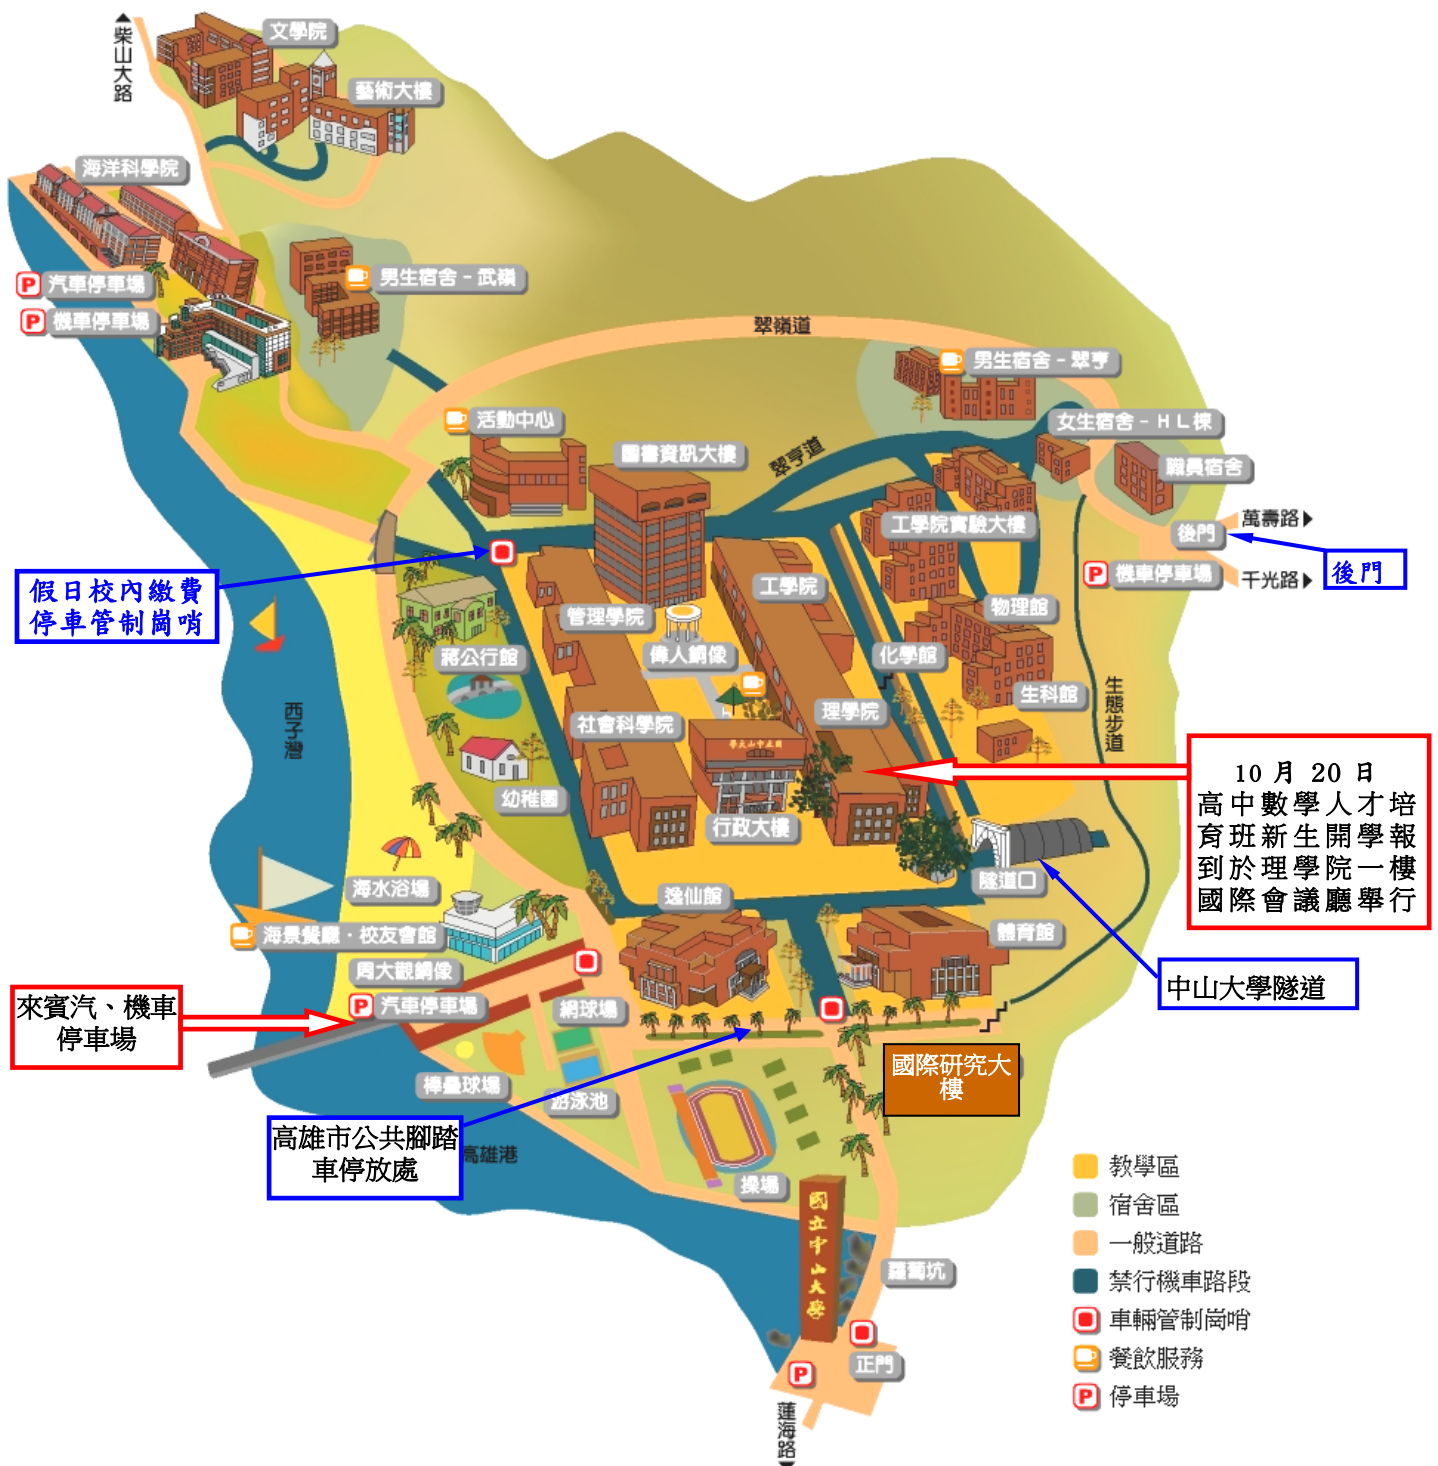 柴山大路
文學院
藝術大樓
海洋科學院
P 汽車停車場
P 機車停車場
男生宿舍－武嶺
翠嶺道
男生宿舍－翠亨
活動中心
圖書資訊大樓
翠亨道
女生宿舍－HL棟
職員宿舍
工學院實驗大樓
後門
萬壽路
千光路
P 機車停車場
後門
假日校內繳費
停車管制崗哨
管理學院
工學院
物理館
蔣公行館
偉人銅像
化學館
生科館
生態步道
西子灣
社會科學院
理學院
國立中山大學
行政大樓
幼稚園
10 月 20 日
高中數學人才培
育班新生開學報
到於理學院一樓
國際會議廳舉行
海水浴場
逸仙館
隧道口
體育館
海景餐廳・校友會館
周大觀銅像
P 汽車停車場
網球場
中山大學隧道
來賓汽、機車
停車場
國際研究大
樓
棒壘球場
游泳池
高雄市公共腳踏
車停放處
高雄港
操場
國立中山大學
蘿蔔坑
正門
P
蓮海路
教學區
宿舍區
一般道路
禁行機車路段
車輛管制崗哨
餐飲服務
P 停車場